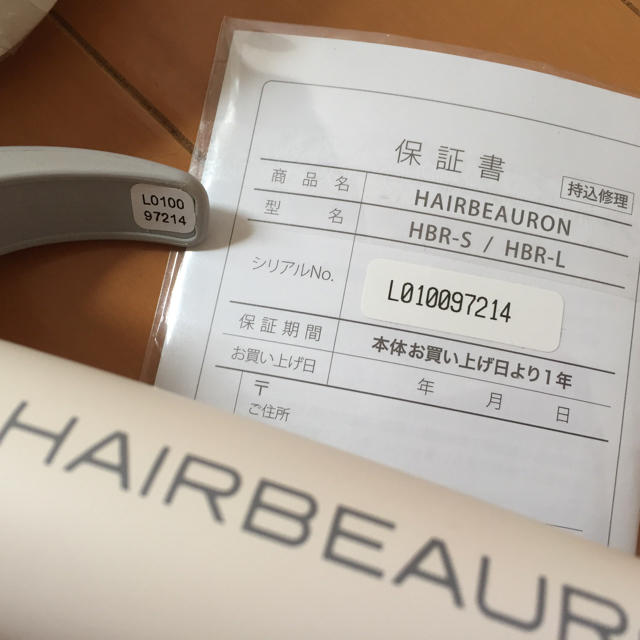 保証書
持込修理
商品名 HAIRBEAURON
型名 HBR-S / HBR-L
シリアルNo. L010097214
保証期間 本体お買い上げ日より1年
お買い上げ日 年 月 日
〒
ご住所
L0100
97214
HAIRBEAUR